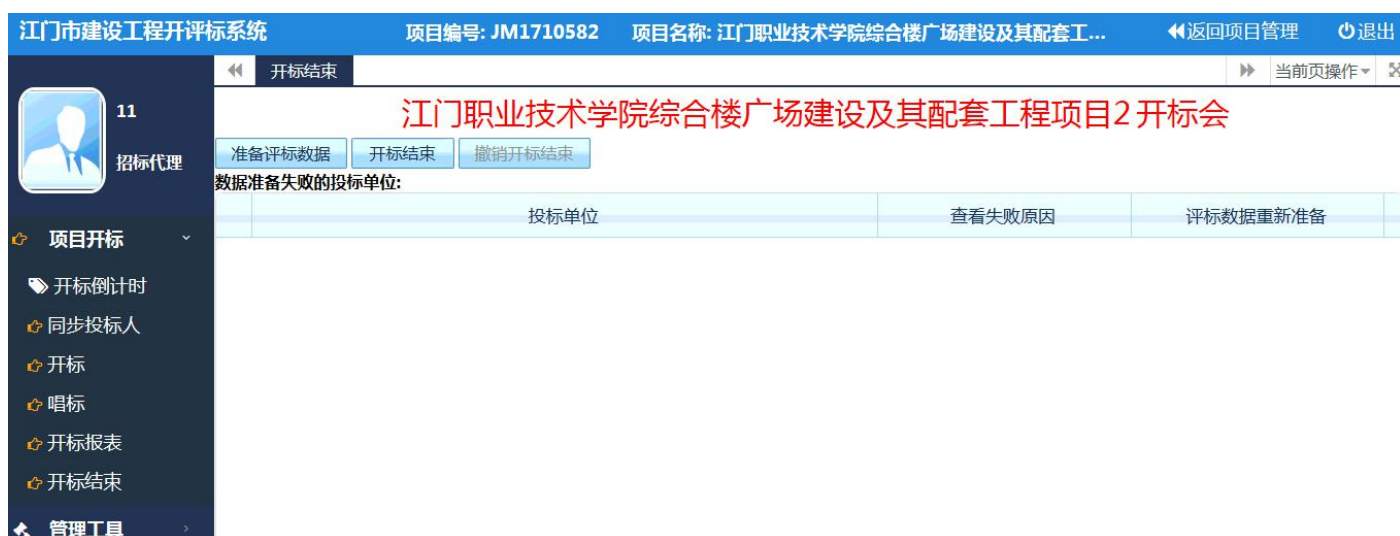 江门市建设工程开评标系统 项目编号: JM1710582 项目名称: 江门职业技术学院综合楼广场建设及其配套工... 返回项目管理 退出
开标结束 当前页操作
11
招标代理
江门职业技术学院综合楼广场建设及其配套工程项目2开标会
准备评标数据 开标结束 撤销开标结束
数据准备失败的投标单位:
投标单位 查看失败原因 评标数据重新准备
项目开标
开标倒计时
同步投标人
开标
唱标
开标报表
开标结束
管理工具